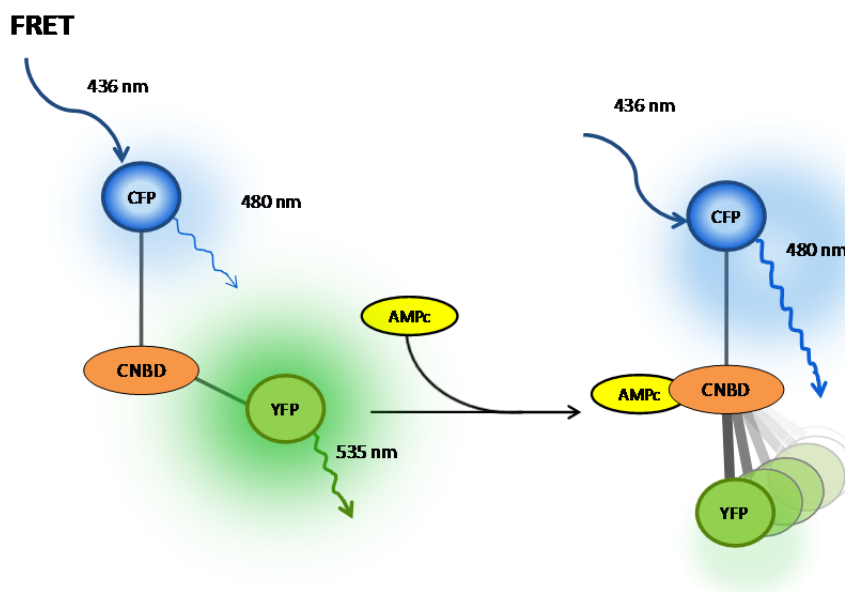 FRET
436 nm
CFP
480 nm
CNBD
YFP
535 nm
AMPc
436 nm
CFP
480 nm
AMPc
CNBD
YFP